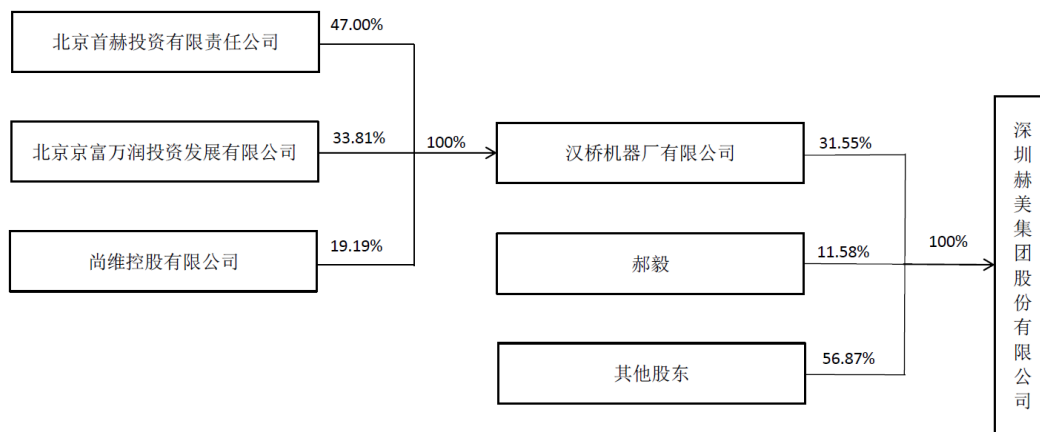 北京首赫投资有限责任公司
47.00%
北京京富万润投资发展有限公司
33.81%
100%
汉桥机器厂有限公司
31.55%
尚维控股有限公司
19.19%
郝毅
11.58%
100%
其他股东
56.87%
深圳赫美集团股份有限公司